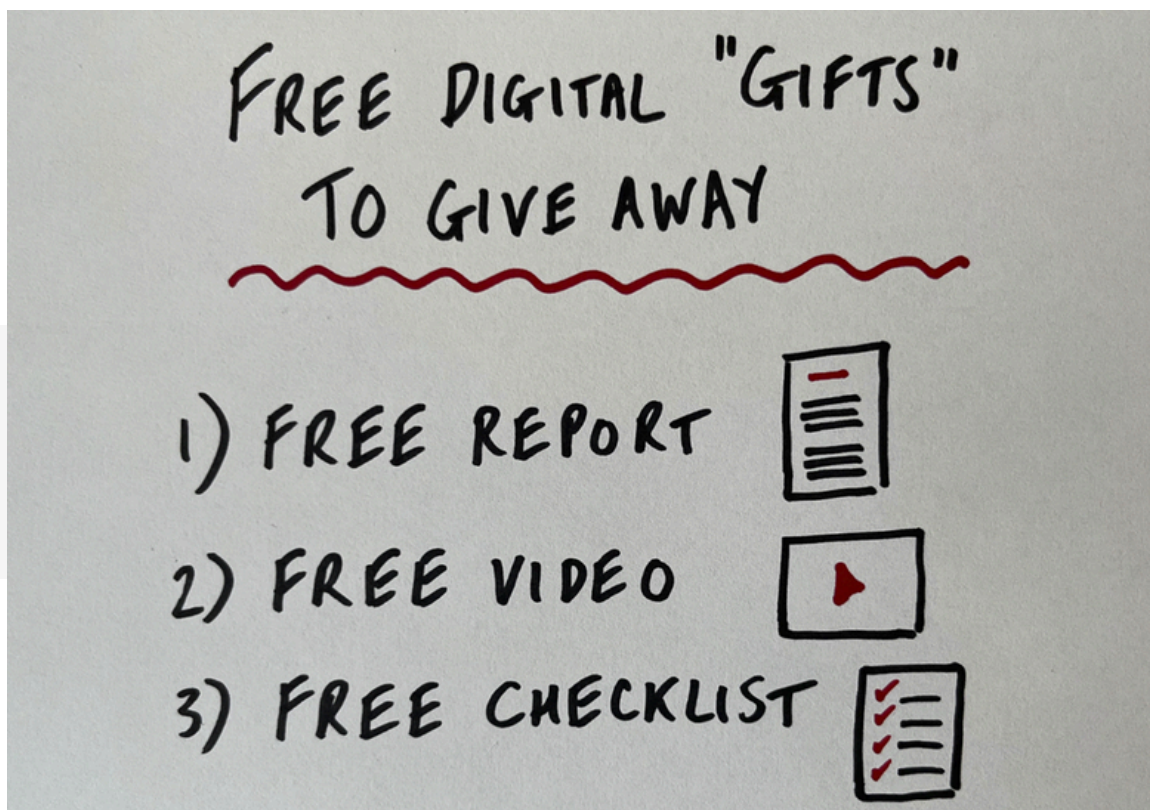 FREE DIGITAL "GIFTS"
TO GIVE AWAY
1) FREE REPORT
2) FREE VIDEO
3) FREE CHECKLIST